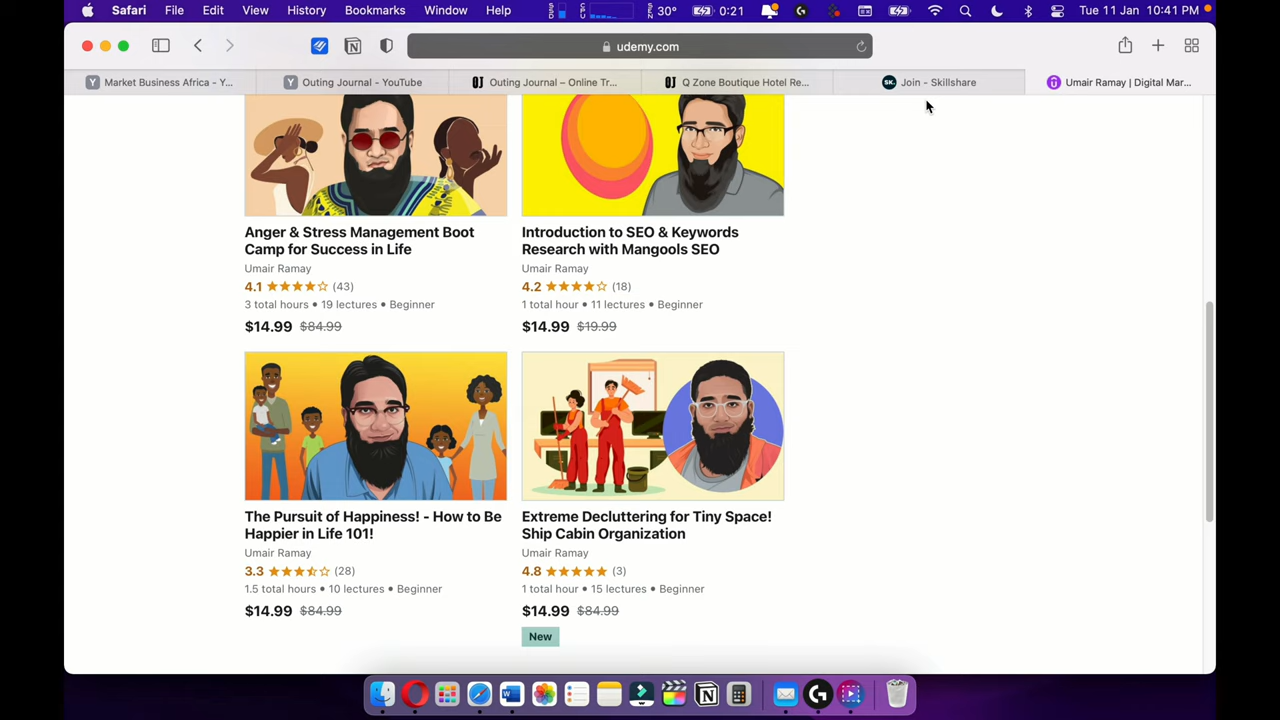 Safari File Edit View History Bookmarks Window Help 30° 0:21 Tue 11 Jan 10:41 PM
udemy.com
Market Business Africa - Y... Outing Journal - YouTube Outing Journal – Online Tr... Q Zone Boutique Hotel Re... Join - Skillshare Umair Ramay | Digital Mar...
Anger & Stress Management Boot
Camp for Success in Life
Umair Ramay
4.1 (43)
3 total hours • 19 lectures • Beginner
$14.99 $84.99
Introduction to SEO & Keywords
Research with Mangools SEO
Umair Ramay
4.2 (18)
1 total hour • 11 lectures • Beginner
$14.99 $19.99
The Pursuit of Happiness! - How to Be
Happier in Life 101!
Umair Ramay
3.3 (28)
1.5 total hours • 10 lectures • Beginner
$14.99 $84.99
Extreme Decluttering for Tiny Space!
Ship Cabin Organization
Umair Ramay
4.8 (3)
1 total hour • 15 lectures • Beginner
$14.99 $84.99
New